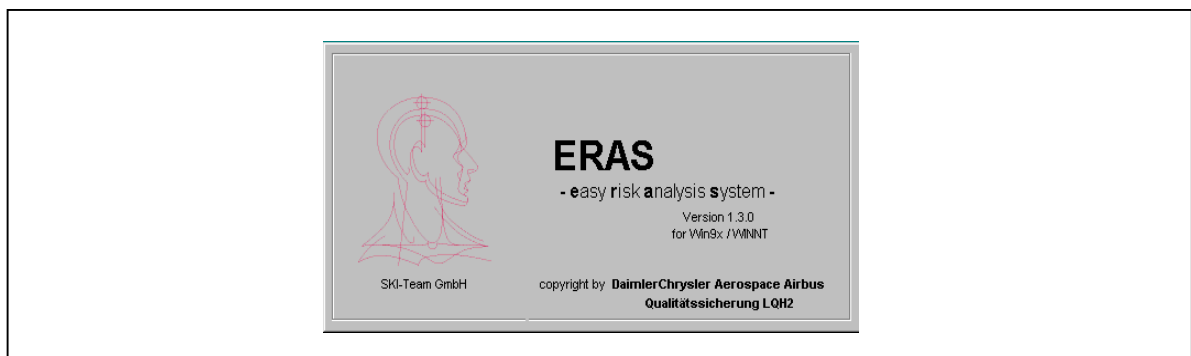 ERAS
- easy risk analysis system -
Version 1.3.0
for Win9x / WINNT
SKI-Team GmbH
copyright by DaimlerChrysler Aerospace Airbus
Qualitätssicherung LQH2